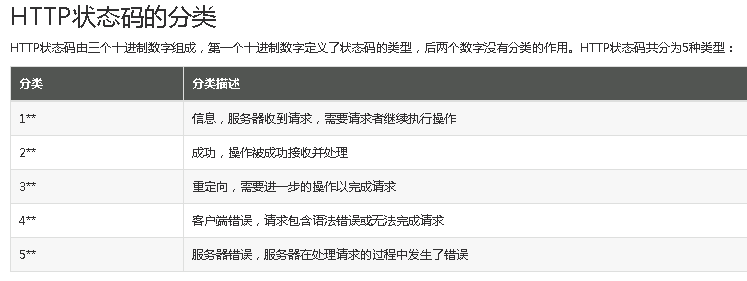 HTTP状态码的分类
HTTP状态码由三个十进制数字组成，第一个十进制数字定义了状态码的类型，后两个数字没有分类的作用。HTTP状态码共分为5种类型：
分类 分类描述
1** 信息，服务器收到请求，需要请求者继续执行操作
2** 成功，操作被成功接收并处理
3** 重定向，需要进一步的操作以完成请求
4** 客户端错误，请求包含语法错误或无法完成请求
5** 服务器错误，服务器在处理请求的过程中发生了错误